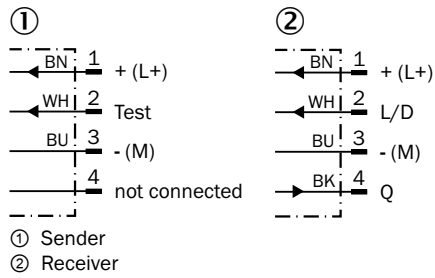 ① ②
BN 1 + (L+) BN 1 + (L+)
WH 2 Test WH 2 L/D
BU 3 - (M) BU 3 - (M)
4 not connected BK 4 Q
① Sender
② Receiver